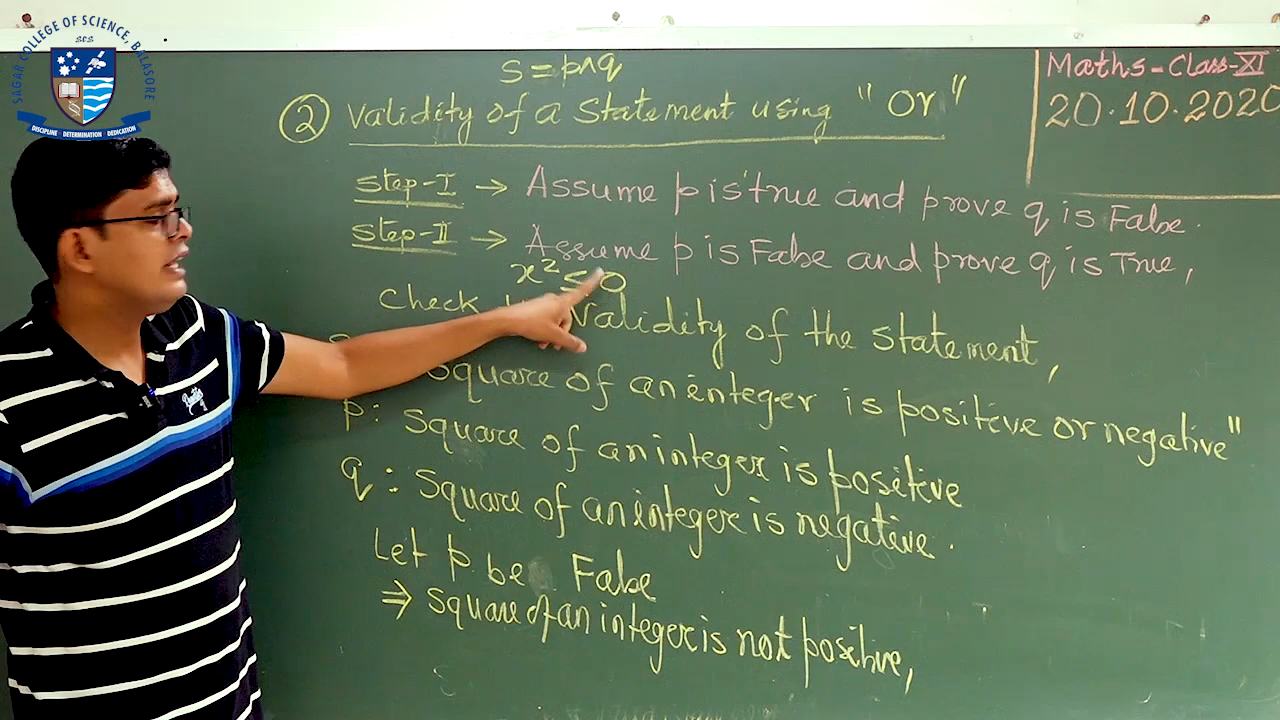 SAGAR COLLEGE OF SCIENCE, BALASORE
SCS
DISCIPLINE DETERMINATION DEDICATION
Maths - Class-XI
20.10.2020
S = p∧q
② Validity of a Statement using "Or"
Step-I → Assume p is true and prove q is False.
Step-II → Assume p is False and prove q is True,
x² ≤ 0
Check Validity of the statement,
square of an integer is positive or negative"
p: square of an integer is positive
q: square of an integer is negative.
Let p be False
⇒ square of an integer is not positive,